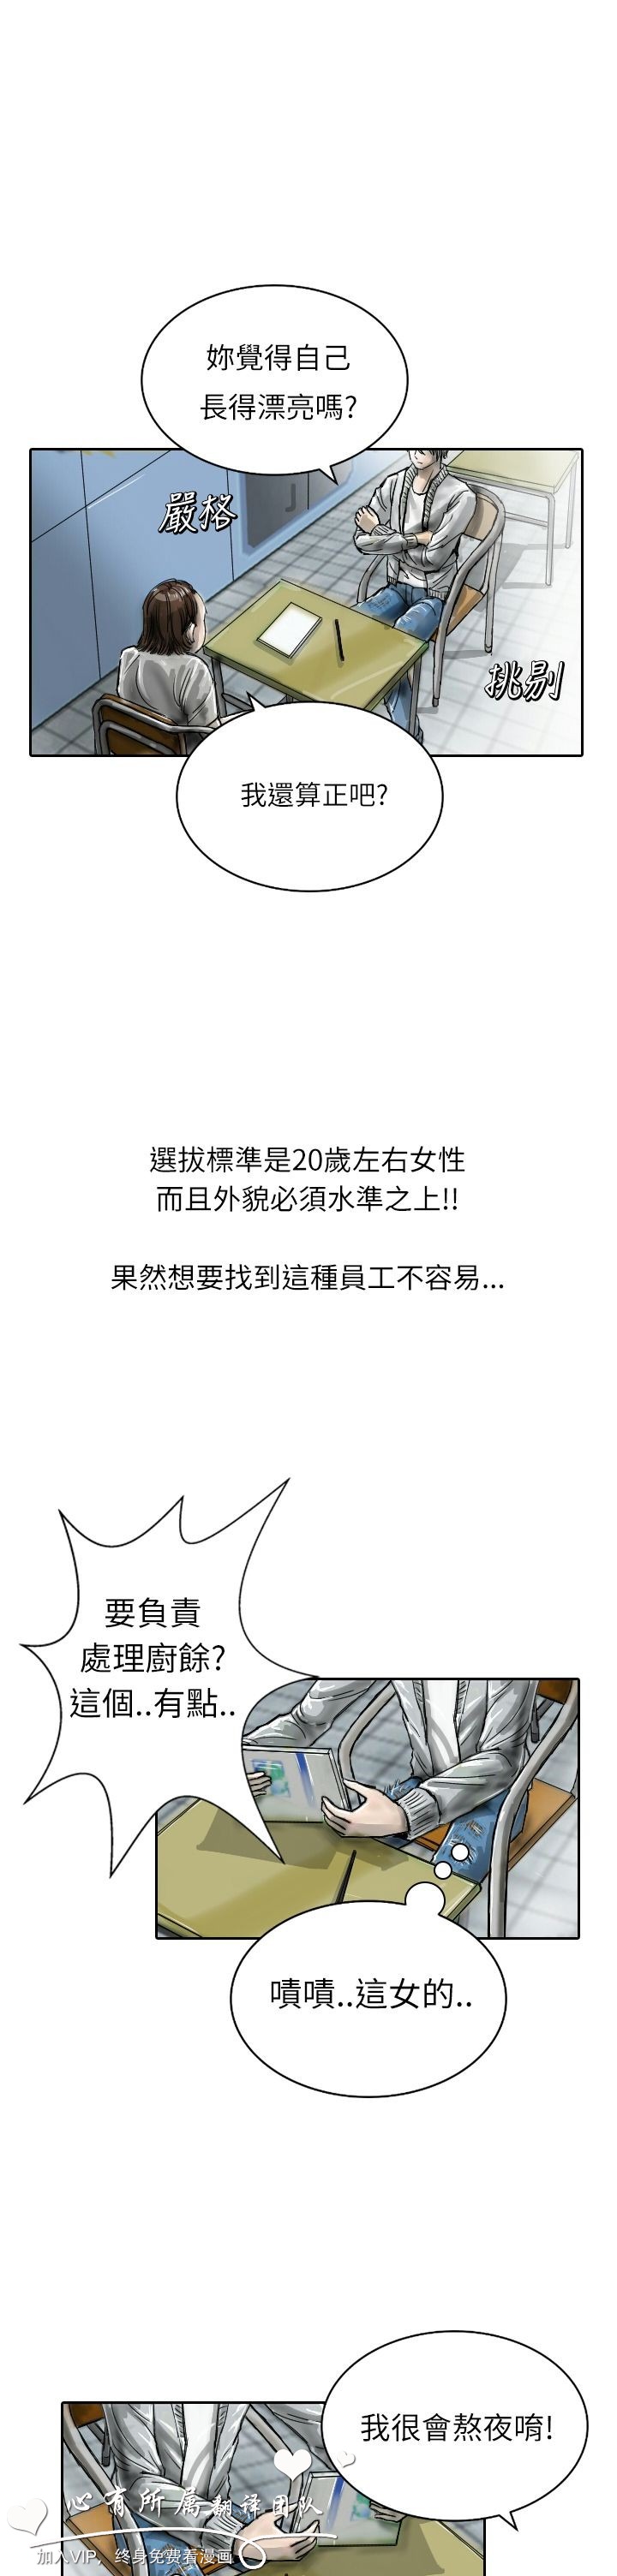 妳覺得自己
長得漂亮嗎?
嚴格
挑剔
我還算正吧?
選拔標準是20歲左右女性
而且外貌必須水準之上!!
果然想要找到這種員工不容易...
要負責
處理廚餘?
這個..有點..
嘖嘖..這女的..
我很會熬夜唷!
心有所属翻译团队
加入VIP，终身免费看漫画